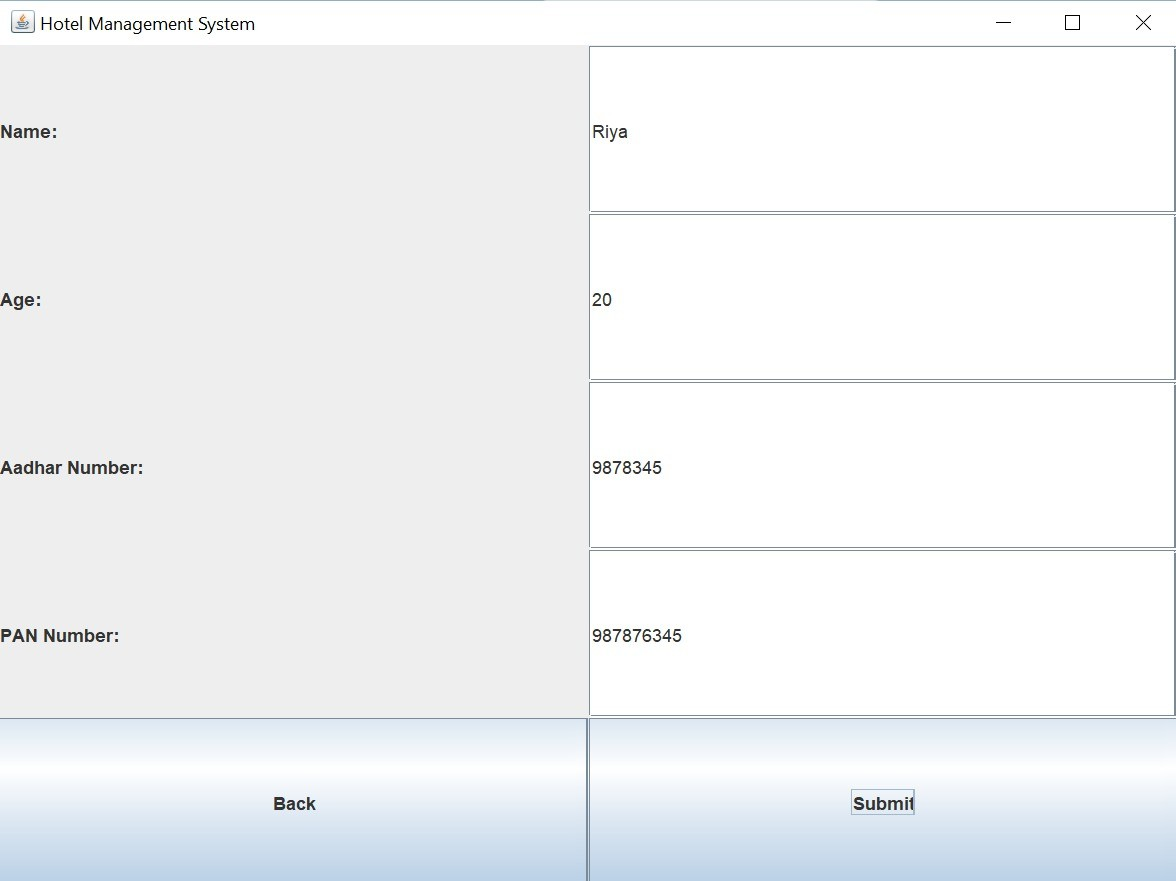 Hotel Management System
Name:
Riya
Age:
20
Aadhar Number:
9878345
PAN Number:
987876345
Back
Submit